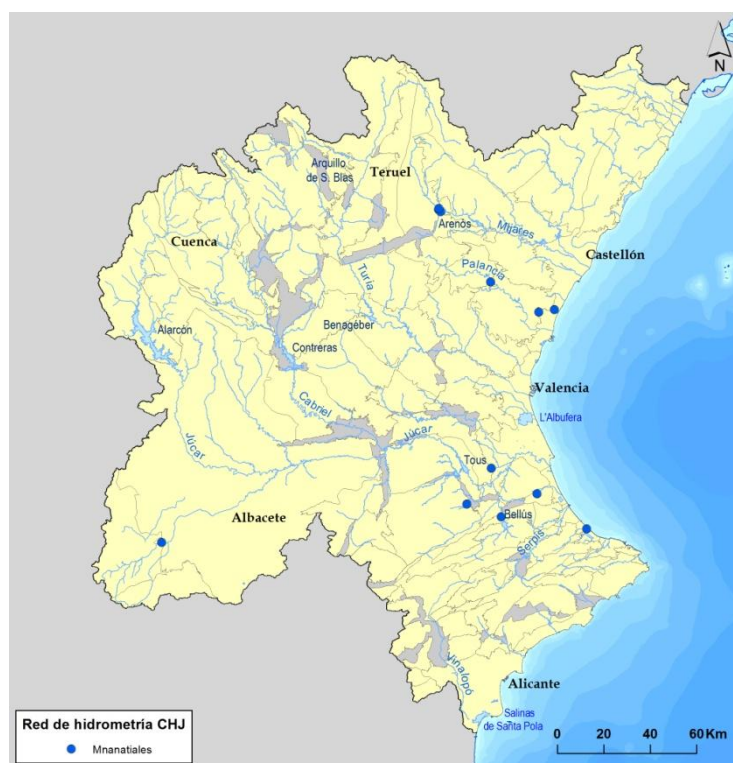 N
Arquillo
de S. Blas
Teruel
Arenós
Mijares
Cuenca
Castellón
Palancia
Turia
Alarcón
Benagéber
Contreras
Valencia
Cabriel
L'Albufera
Júcar
Júcar
Tous
Albacete
Bellús
Serpis
Vinalopó
Alicante
Salinas
de Santa Pola
Red de hidrometría CHJ
Mnanatiales
0 20 40 60 Km